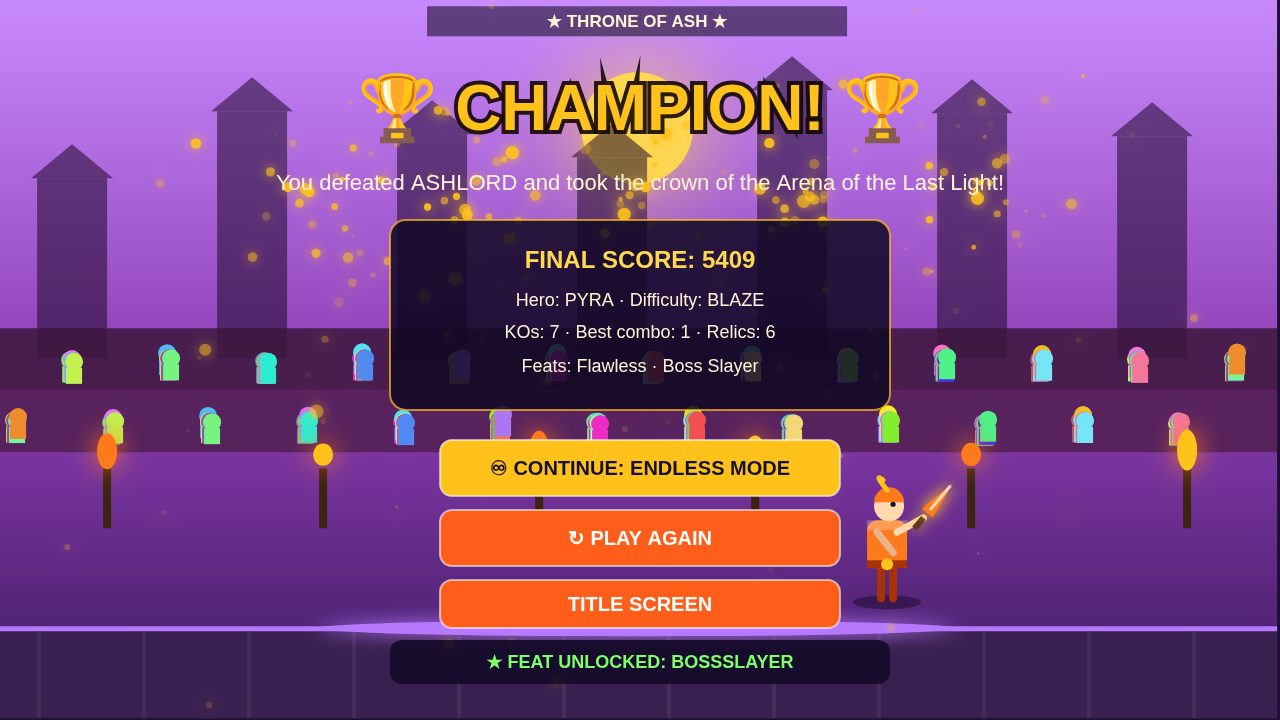 ★ THRONE OF ASH ★
🏆 CHAMPION! 🏆
You defeated ASHLORD and took the crown of the Arena of the Last Light!
FINAL SCORE: 5409
Hero: PYRA · Difficulty: BLAZE
KOs: 7 · Best combo: 1 · Relics: 6
Feats: Flawless · Boss Slayer
♾ CONTINUE: ENDLESS MODE
↻ PLAY AGAIN
TITLE SCREEN
★ FEAT UNLOCKED: BOSSSLAYER